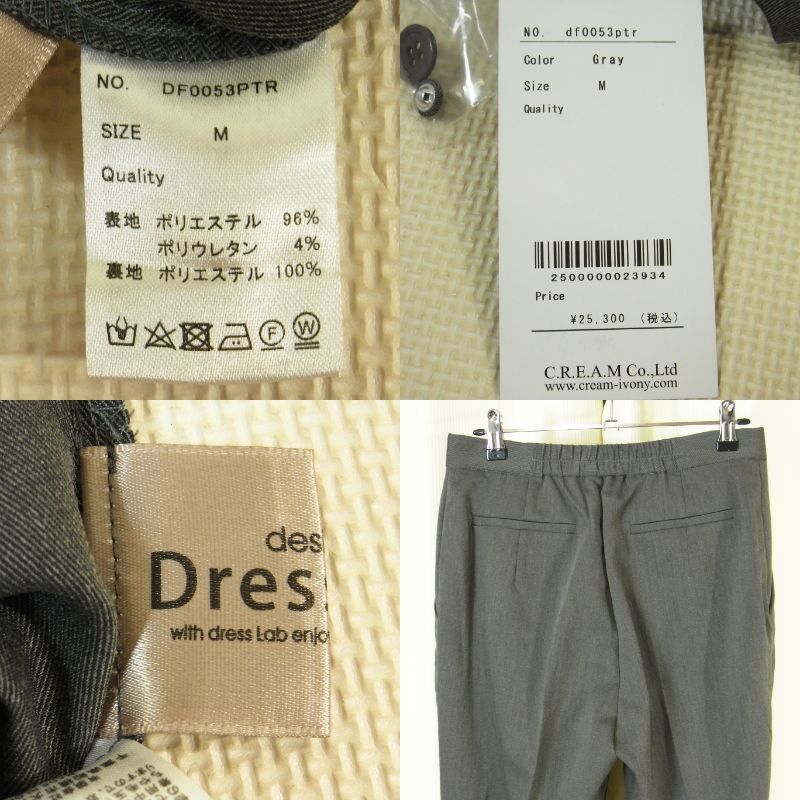 NO. DF0053PTR
SIZE M
Quality
表地 ポリエステル 96%
ポリウレタン 4%
裏地 ポリエステル 100%
F W
NO. df0053ptr
Color Gray
Size M
Quality
2500000023934
Price
¥25,300 (税込)
C.R.E.A.M Co.,Ltd
www.cream-ivony.com
des
Dres
with dress Lab enjo